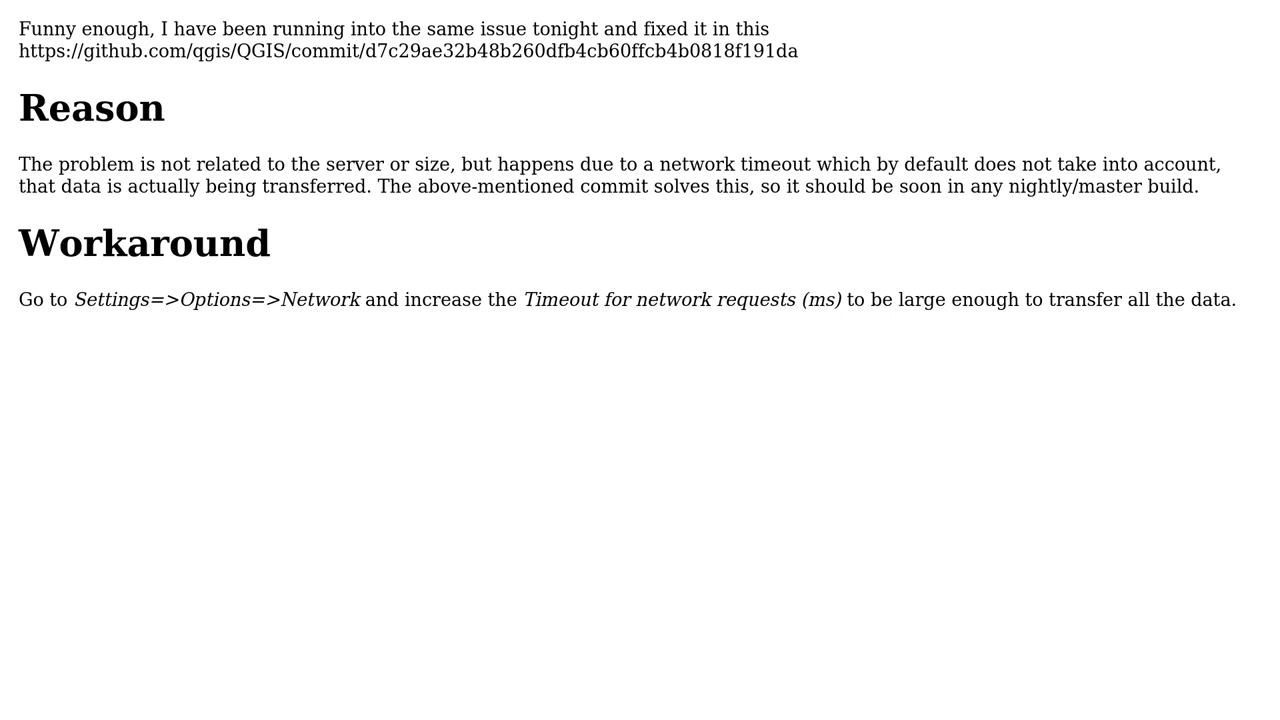 Funny enough, I have been running into the same issue tonight and fixed it in this
https://github.com/qgis/QGIS/commit/d7c29ae32b48b260dfb4cb60ffcb4b0818f191da
Reason
The problem is not related to the server or size, but happens due to a network timeout which by default does not take into account,
that data is actually being transferred. The above-mentioned commit solves this, so it should be soon in any nightly/master build.
Workaround
Go to Settings=>Options=>Network and increase the Timeout for network requests (ms) to be large enough to transfer all the data.